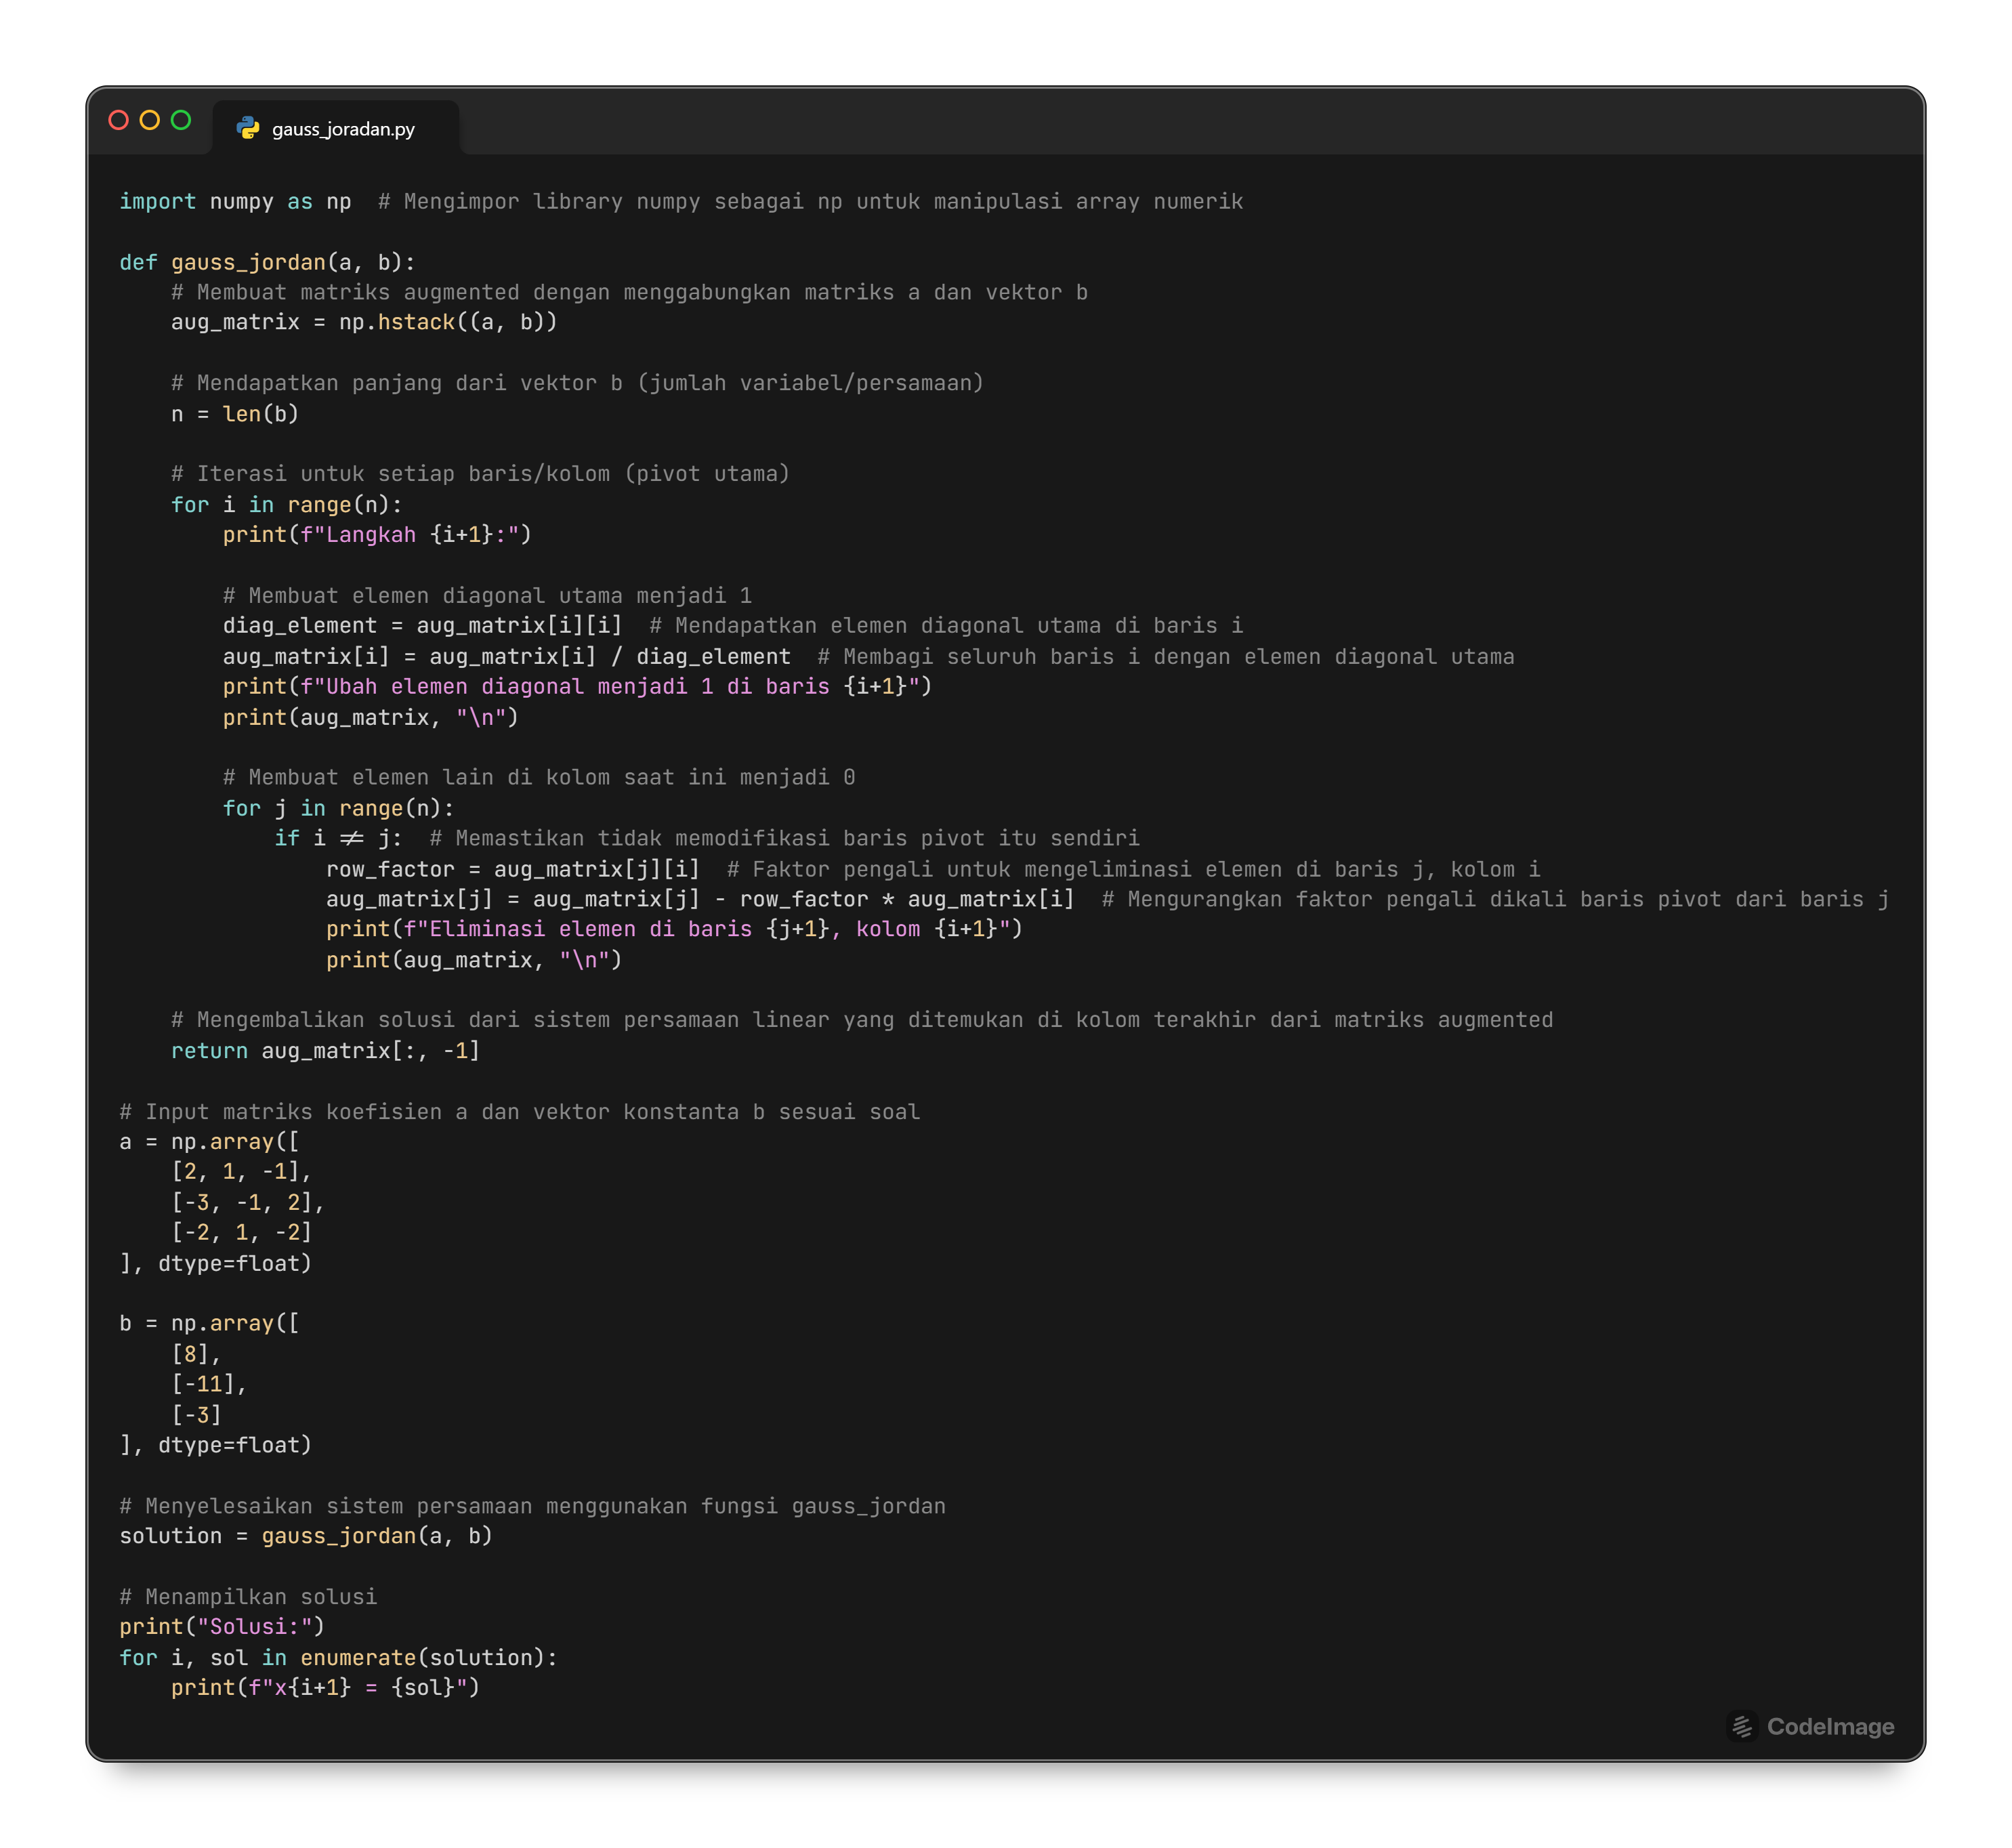 gauss_joradan.py
import numpy as np  # Mengimpor library numpy sebagai np untuk manipulasi array numerik
def gauss_jordan(a, b):
    # Membuat matriks augmented dengan menggabungkan matriks a dan vektor b
    aug_matrix = np.hstack((a, b))
    # Mendapatkan panjang dari vektor b (jumlah variabel/persamaan)
    n = len(b)
    # Iterasi untuk setiap baris/kolom (pivot utama)
    for i in range(n):
        print(f"Langkah {i+1}:")
        # Membuat elemen diagonal utama menjadi 1
        diag_element = aug_matrix[i][i]  # Mendapatkan elemen diagonal utama di baris i
        aug_matrix[i] = aug_matrix[i] / diag_element  # Membagi seluruh baris i dengan elemen diagonal utama
        print(f"Ubah elemen diagonal menjadi 1 di baris {i+1}")
        print(aug_matrix, "\n")
        # Membuat elemen lain di kolom saat ini menjadi 0
        for j in range(n):
            if i != j:  # Memastikan tidak memodifikasi baris pivot itu sendiri
                row_factor = aug_matrix[j][i]  # Faktor pengali untuk mengeliminasi elemen di baris j, kolom i
                aug_matrix[j] = aug_matrix[j] - row_factor * aug_matrix[i]  # Mengurangkan faktor pengali dikali baris pivot dari baris j
                print(f"Eliminasi elemen di baris {j+1}, kolom {i+1}")
                print(aug_matrix, "\n")
    # Mengembalikan solusi dari sistem persamaan linear yang ditemukan di kolom terakhir dari matriks augmented
    return aug_matrix[:, -1]
# Input matriks koefisien a dan vektor konstanta b sesuai soal
a = np.array([
    [2, 1, -1],
    [-3, -1, 2],
    [-2, 1, -2]
], dtype=float)
b = np.array([
    [8],
    [-11],
    [-3]
], dtype=float)
# Menyelesaikan sistem persamaan menggunakan fungsi gauss_jordan
solution = gauss_jordan(a, b)
# Menampilkan solusi
print("Solusi:")
for i, sol in enumerate(solution):
    print(f"x{i+1} = {sol}")
CodeImage